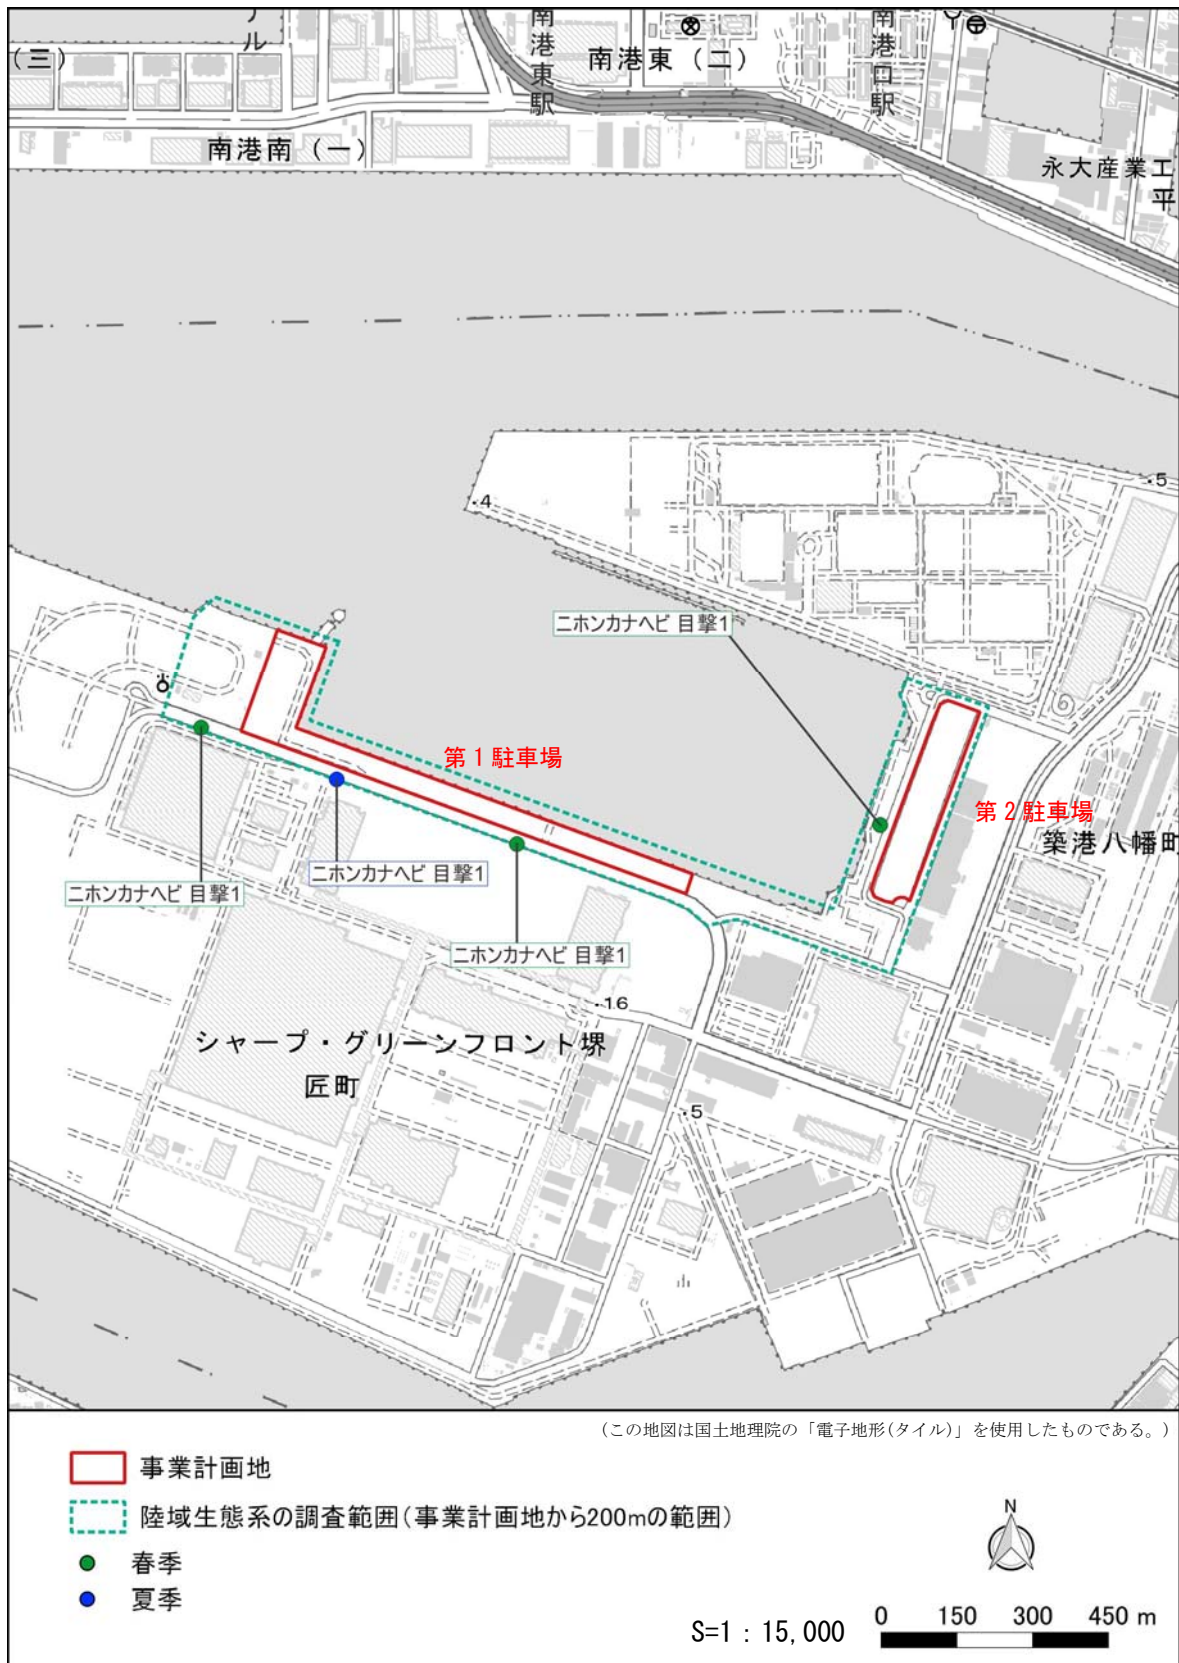 ナル
(三)
南港東駅
南港東（二）
南港口駅
南港南（一）
永大産業工
平
.5
.4
ニホンカナヘビ 目撃1
第１駐車場
第２駐車場
築港八幡町
ニホンカナヘビ 目撃1
ニホンカナヘビ 目撃1
ニホンカナヘビ 目撃1
.16
シャープ・グリーンフロント堺
匠町
.5
(この地図は国土地理院の「電子地形(タイル)」を使用したものである。)
事業計画地
陸域生態系の調査範囲(事業計画地から200mの範囲)
春季
夏季
N
S=1：15,000
0 150 300 450 m